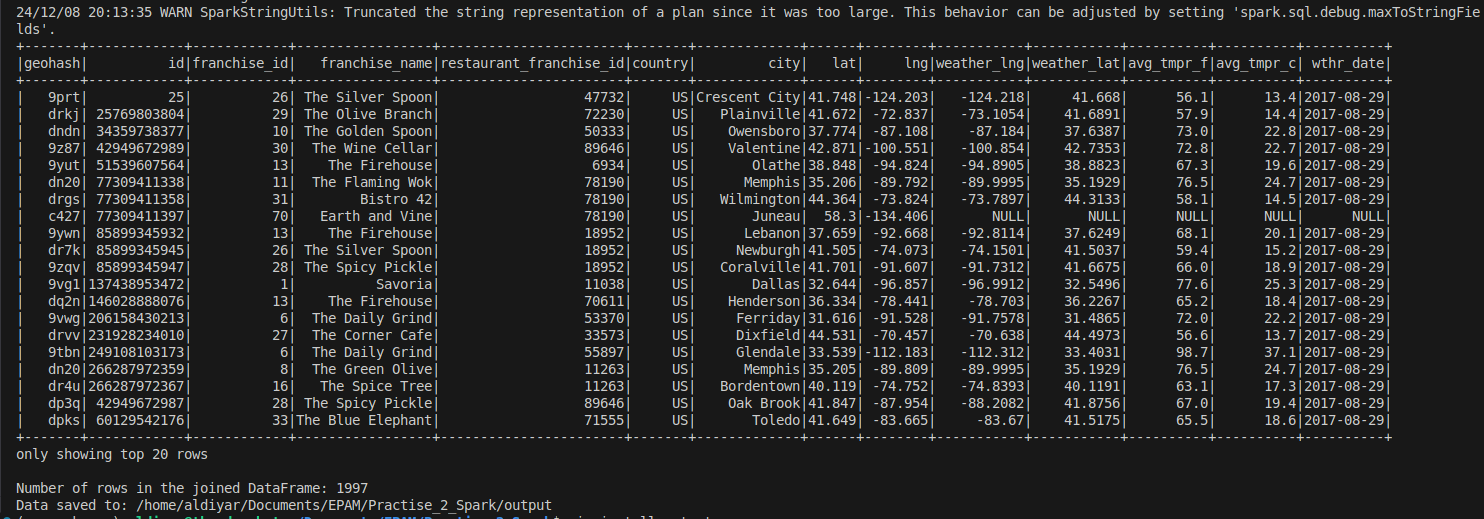 24/12/08 20:13:35 WARN SparkStringUtils: Truncated the string representation of a plan since it was too large. This behavior can be adjusted by setting 'spark.sql.debug.maxToStringFie
lds'.
+-------+------------+------------+-----------------+-----------------------+-------+-------------+------+--------+-----------+-----------+----------+----------+----------+
|geohash|          id|franchise_id|   franchise_name|restaurant_franchise_id|country|         city|   lat|     lng|weather_lng|weather_lat|avg_tmpr_f|avg_tmpr_c| wthr_date|
+-------+------------+------------+-----------------+-----------------------+-------+-------------+------+--------+-----------+-----------+----------+----------+----------+
|   9prt|          25|          26| The Silver Spoon|                  47732|     US|Crescent City|41.748|-124.203|   -124.218|     41.668|      56.1|      13.4|2017-08-29|
|   drkj| 25769803804|          29| The Olive Branch|                  72230|     US|   Plainville|41.672| -72.837|   -73.1054|    41.6891|      57.9|      14.4|2017-08-29|
|   dndn| 34359738377|          10| The Golden Spoon|                  50333|     US|    Owensboro|37.774| -87.108|    -87.184|    37.6387|      73.0|      22.8|2017-08-29|
|   9z87| 42949672989|          30|  The Wine Cellar|                  89646|     US|    Valentine|42.871|-100.551|   -100.854|    42.7353|      72.8|      22.7|2017-08-29|
|   9yut| 51539607564|          13|    The Firehouse|                   6934|     US|       Olathe|38.848| -94.824|   -94.8905|    38.8823|      67.3|      19.6|2017-08-29|
|   dn20| 77309411338|          11|  The Flaming Wok|                  78190|     US|      Memphis|35.206| -89.792|   -89.9995|    35.1929|      76.5|      24.7|2017-08-29|
|   drgs| 77309411358|          31|        Bistro 42|                  78190|     US|   Wilmington|44.364| -73.824|   -73.7897|    44.3133|      58.1|      14.5|2017-08-29|
|   c427| 77309411397|          70|   Earth and Vine|                  78190|     US|       Juneau|  58.3|-134.406|       NULL|       NULL|      NULL|      NULL|      NULL|
|   9ywn| 85899345932|          13|    The Firehouse|                  18952|     US|      Lebanon|37.659| -92.668|   -92.8114|    37.6249|      68.1|      20.1|2017-08-29|
|   dr7k| 85899345945|          26| The Silver Spoon|                  18952|     US|     Newburgh|41.505| -74.073|   -74.1501|    41.5037|      59.4|      15.2|2017-08-29|
|   9zqv| 85899345947|          28| The Spicy Pickle|                  18952|     US|   Coralville|41.701| -91.607|   -91.7312|    41.6675|      66.0|      18.9|2017-08-29|
|   9vg1|137438953472|           1|          Savoria|                  11038|     US|       Dallas|32.644| -96.857|   -96.9912|    32.5496|      77.6|      25.3|2017-08-29|
|   dq2n|146028888076|          13|    The Firehouse|                  70611|     US|    Henderson|36.334| -78.441|    -78.703|    36.2267|      65.2|      18.4|2017-08-29|
|   9vwg|206158430213|           6|  The Daily Grind|                  53370|     US|     Ferriday|31.616| -91.528|   -91.7578|    31.4865|      72.0|      22.2|2017-08-29|
|   drvv|231928234010|          27|  The Corner Cafe|                  33573|     US|     Dixfield|44.531| -70.457|    -70.638|    44.4973|      56.6|      13.7|2017-08-29|
|   9tbn|249108103173|           6|  The Daily Grind|                  55897|     US|     Glendale|33.539|-112.183|   -112.312|    33.4031|      98.7|      37.1|2017-08-29|
|   dn20|266287972359|           8|  The Green Olive|                  11263|     US|      Memphis|35.205| -89.809|   -89.9995|    35.1929|      76.5|      24.7|2017-08-29|
|   dr4u|266287972367|          16|   The Spice Tree|                  11263|     US|   Bordentown|40.119| -74.752|   -74.8393|    40.1191|      63.1|      17.3|2017-08-29|
|   dp3q| 42949672987|          28| The Spicy Pickle|                  89646|     US|    Oak Brook|41.847| -87.954|   -88.2082|    41.8756|      67.0|      19.4|2017-08-29|
|   dpks| 60129542176|          33|The Blue Elephant|                  71555|     US|       Toledo|41.649| -83.665|     -83.67|    41.5175|      65.5|      18.6|2017-08-29|
+-------+------------+------------+-----------------+-----------------------+-------+-------------+------+--------+-----------+-----------+----------+----------+----------+
only showing top 20 rows
Number of rows in the joined DataFrame: 1997
Data saved to: /home/aldiyar/Documents/EPAM/Practise_2_Spark/output